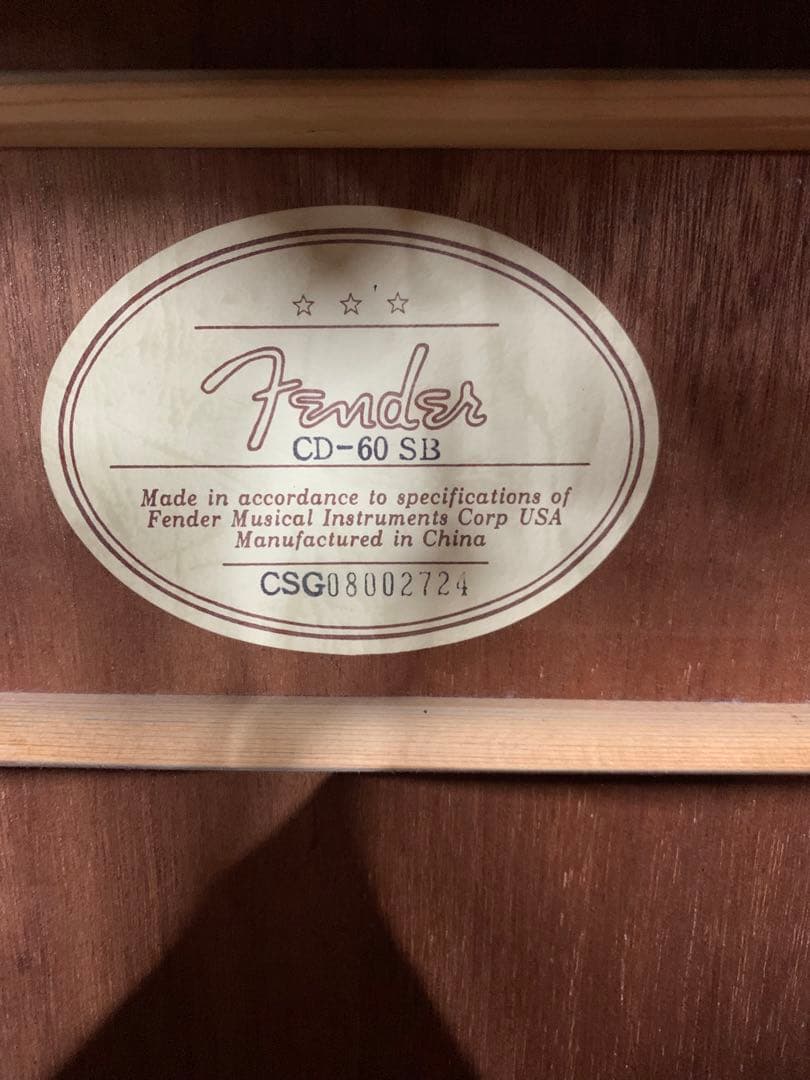 Fender
CD-60 SB
Made in accordance to specifications of
Fender Musical Instruments Corp USA
Manufactured in China
CSG08002724